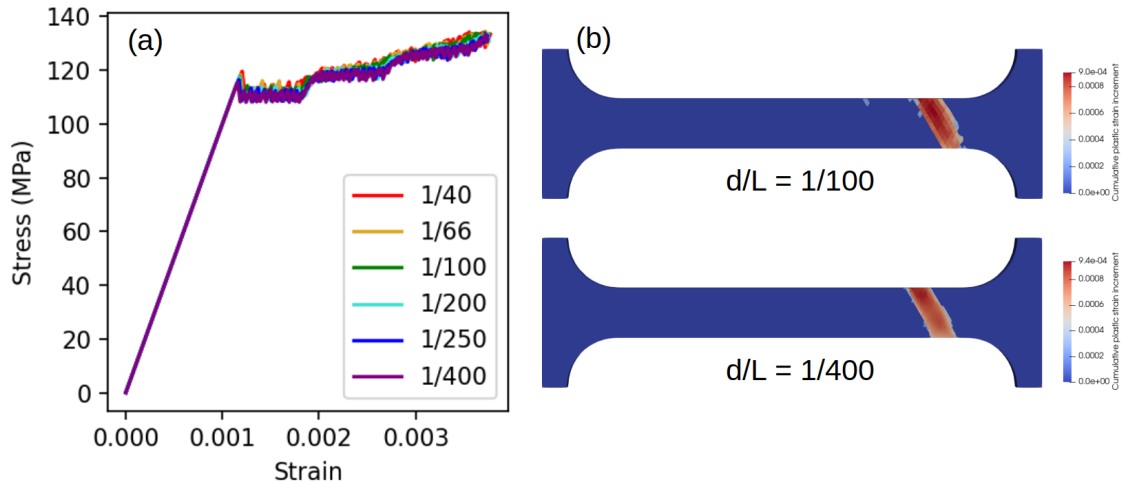 (a)
140
120
100
80
60
40
20
0
Stress (MPa)
0.000 0.001 0.002 0.003
Strain
1/40
1/66
1/100
1/200
1/250
1/400
(b)
d/L = 1/100
9.0e-04
0.0008
0.0006
0.0004
0.0002
0.0e+00
Cumulative plastic strain increment
d/L = 1/400
9.4e-04
0.0008
0.0006
0.0004
0.0002
0.0e+00
Cumulative plastic strain increment